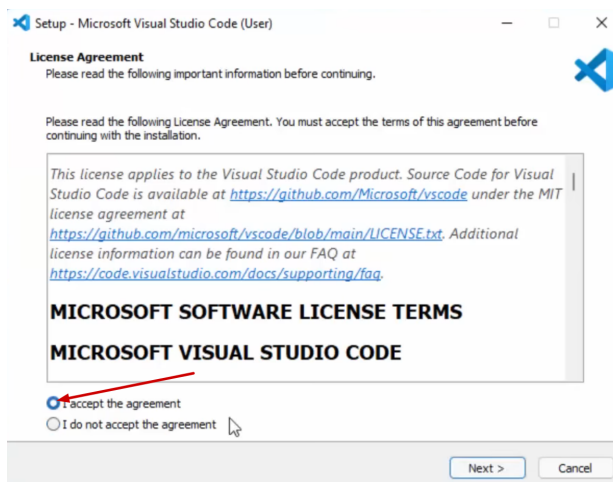 Setup - Microsoft Visual Studio Code (User)
License Agreement
Please read the following important information before continuing.
Please read the following License Agreement. You must accept the terms of this agreement before
continuing with the installation.
This license applies to the Visual Studio Code product. Source Code for Visual
Studio Code is available at https://github.com/Microsoft/vscode under the MIT
license agreement at
https://github.com/microsoft/vscode/blob/main/LICENSE.txt. Additional
license information can be found in our FAQ at
https://code.visualstudio.com/docs/supporting/faq.
MICROSOFT SOFTWARE LICENSE TERMS
MICROSOFT VISUAL STUDIO CODE
I accept the agreement
I do not accept the agreement
Next >
Cancel